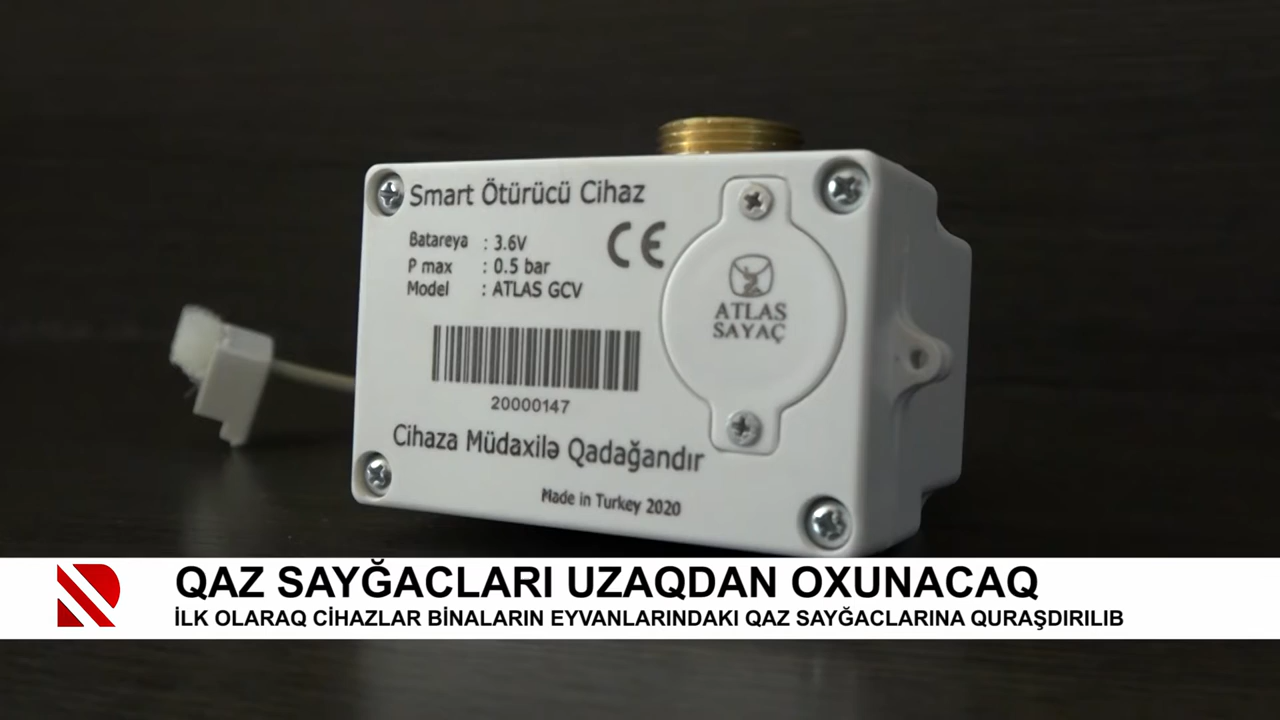 Smart Ötürücü Cihaz
Batareya : 3.6V
P max : 0.5 bar
Model : ATLAS GCV
CE
ATLAS
SAYAÇ
20000147
Cihaza Müdaxilə Qadağandır
Made in Turkey 2020
QAZ SAYĞACLARI UZAQDAN OXUNACAQ
İLK OLARAQ CİHAZLAR BİNALARIN EYVANLARINDAKI QAZ SAYĞACLARINA QURAŞDIRILIB